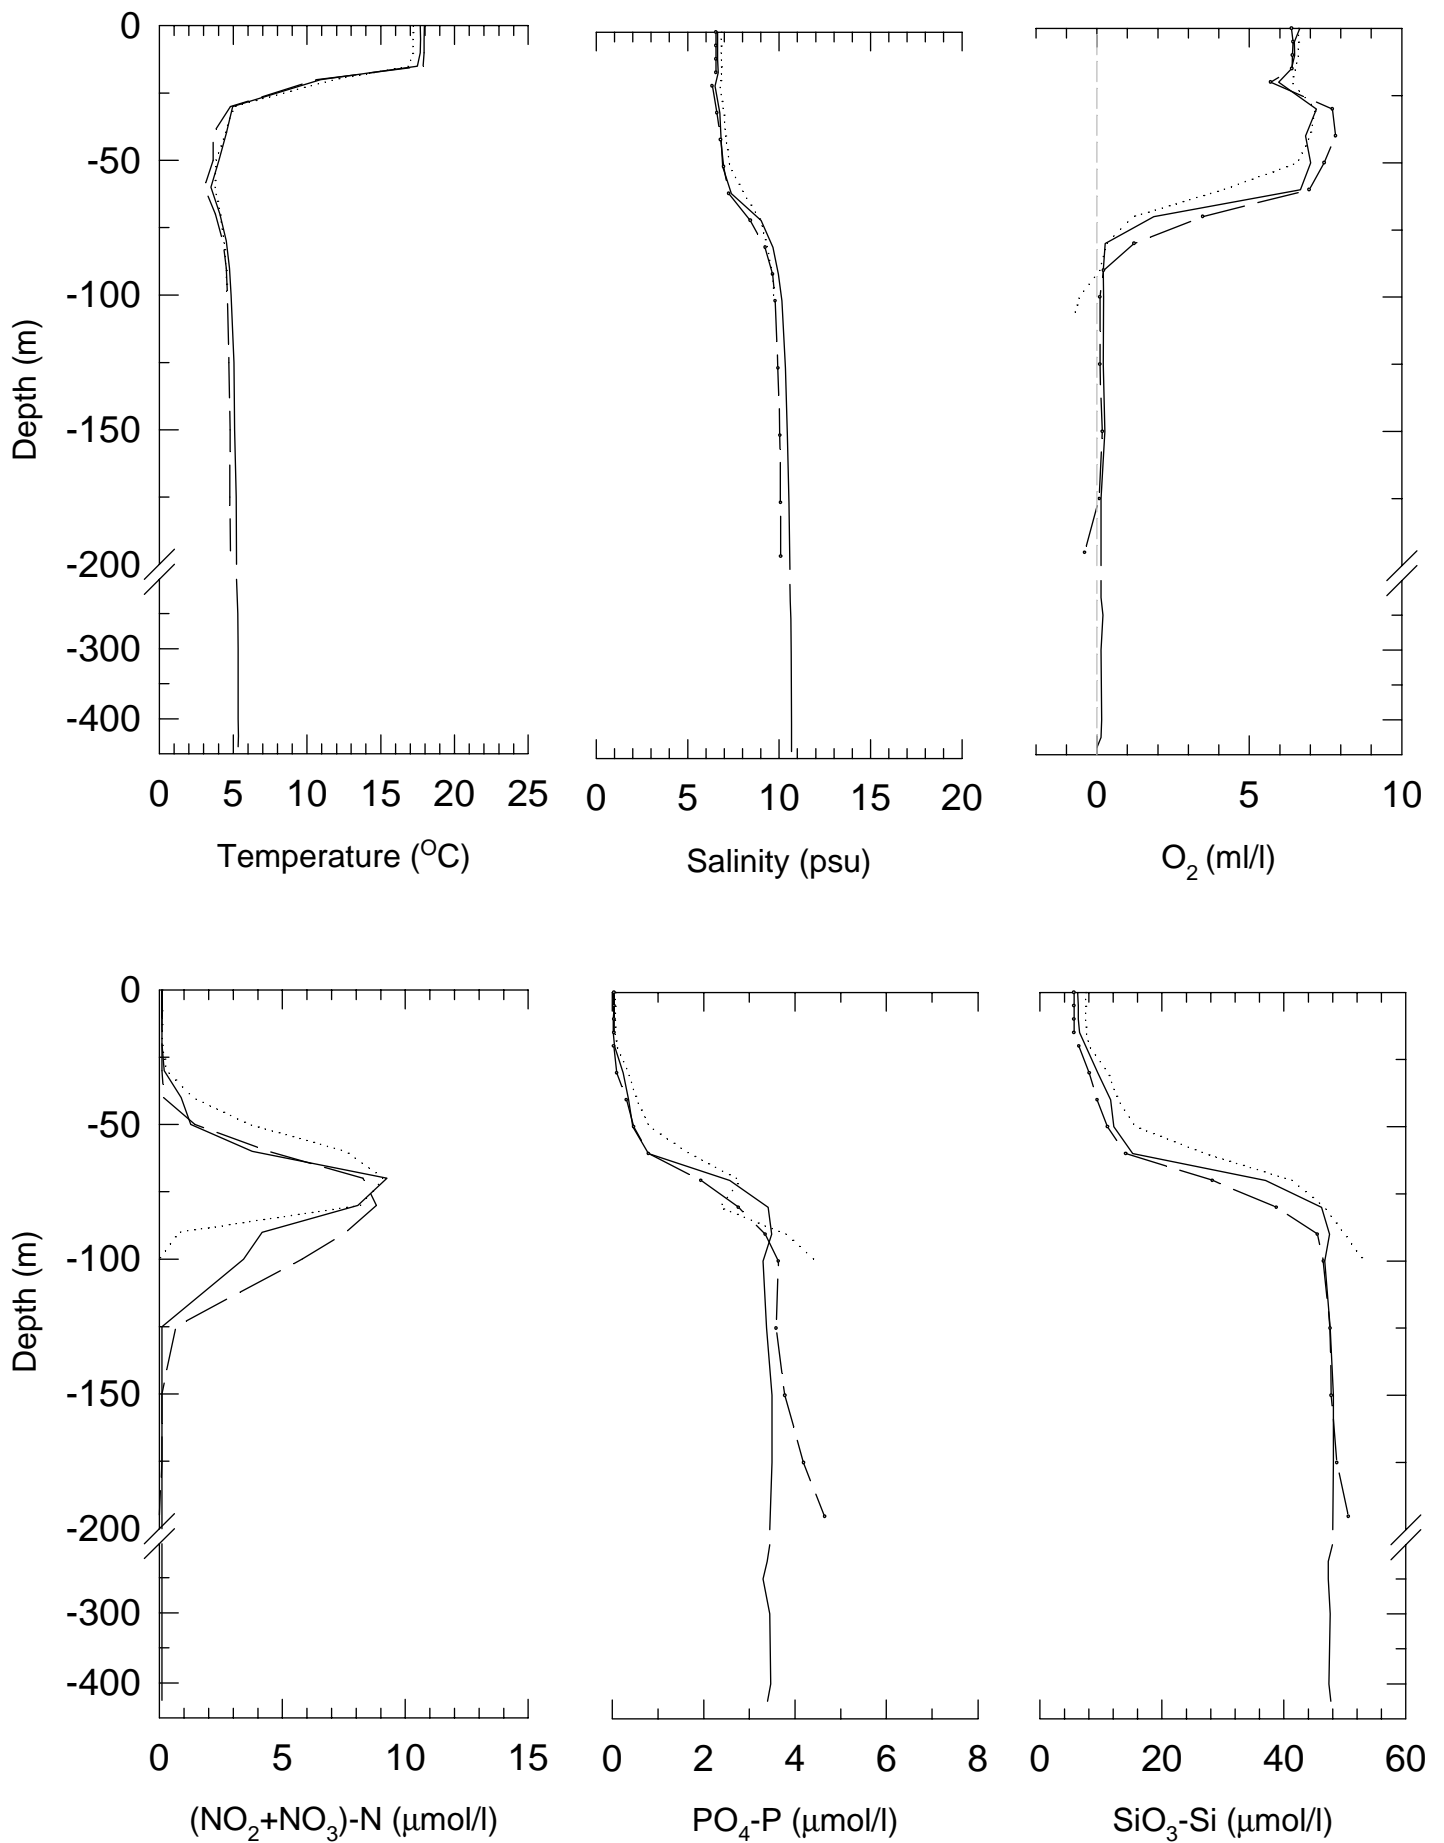 0
-50
-100
-150
-200
-300
-400
Depth (m)
0 5 10 15 20 25
Temperature (OC)
0 5 10 15 20
Salinity (psu)
0 5 10
O2 (ml/l)
0
-50
-100
-150
-200
-300
-400
Depth (m)
0 5 10 15
(NO2+NO3)-N (μmol/l)
0 2 4 6 8
PO4-P (μmol/l)
0 20 40 60
SiO3-Si (μmol/l)